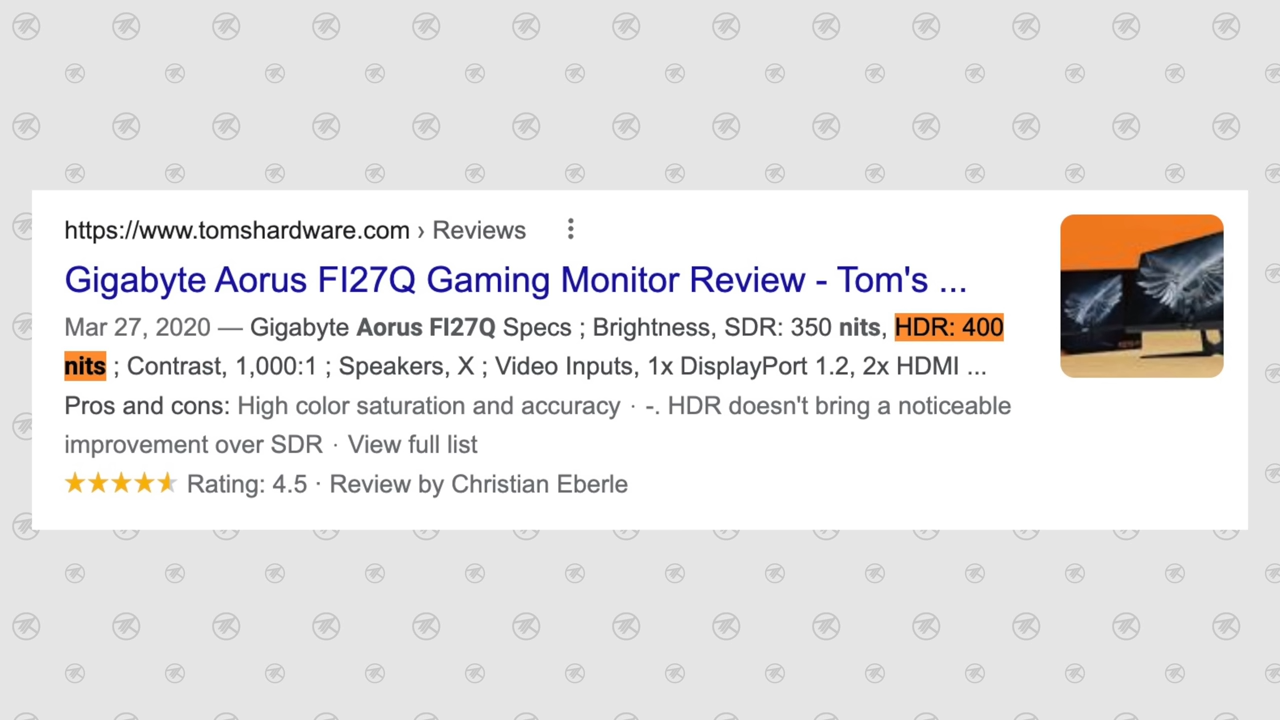 https://www.tomshardware.com › Reviews
Gigabyte Aorus FI27Q Gaming Monitor Review - Tom's ...
Mar 27, 2020 — Gigabyte Aorus FI27Q Specs ; Brightness, SDR: 350 nits, HDR: 400
nits ; Contrast, 1,000:1 ; Speakers, X ; Video Inputs, 1x DisplayPort 1.2, 2x HDMI ...
Pros and cons: High color saturation and accuracy · -. HDR doesn't bring a noticeable
improvement over SDR · View full list
Rating: 4.5 · Review by Christian Eberle